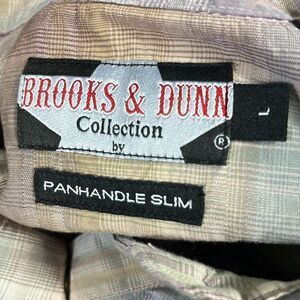 BROOKS & DUNN
Collection
by
®
L
PANHANDLE SLIM